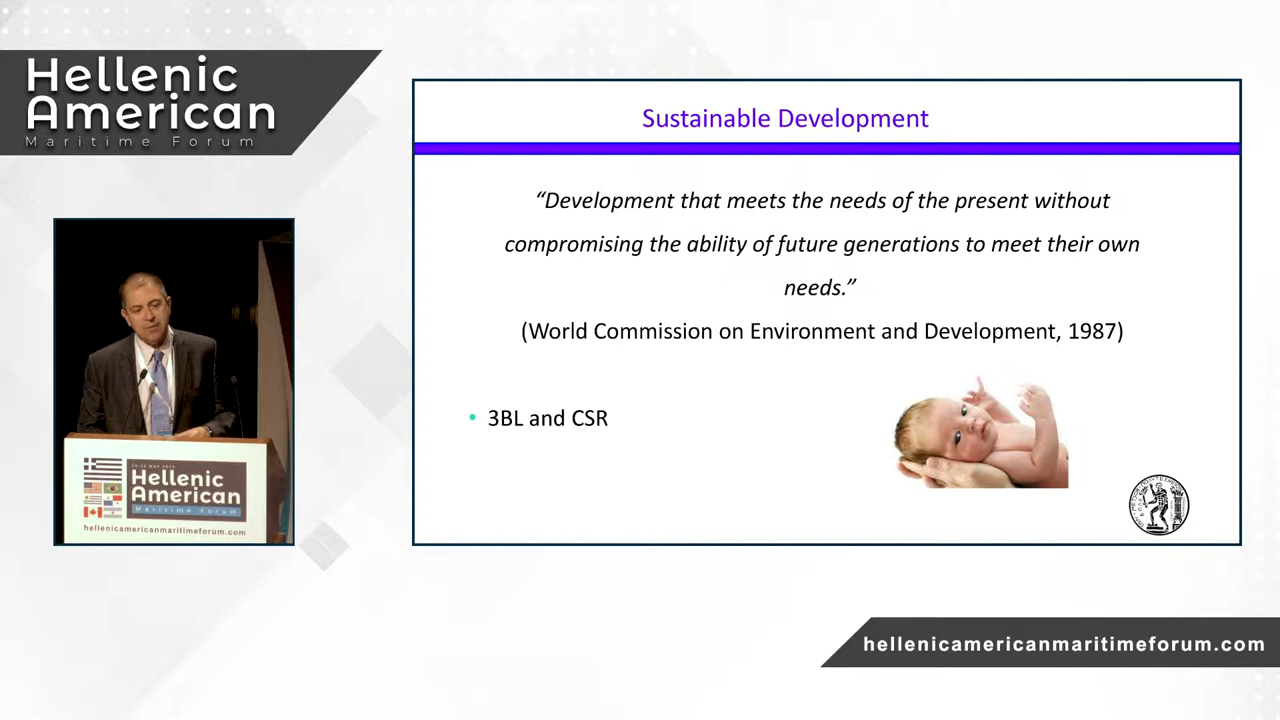 Hellenic
American
Maritime Forum
Sustainable Development
“Development that meets the needs of the present without
compromising the ability of future generations to meet their own
needs.”
(World Commission on Environment and Development, 1987)
• 3BL and CSR
Hellenic
American
Maritime Forum
hellenicamericanmaritimeforum.com
hellenicamericanmaritimeforum.com